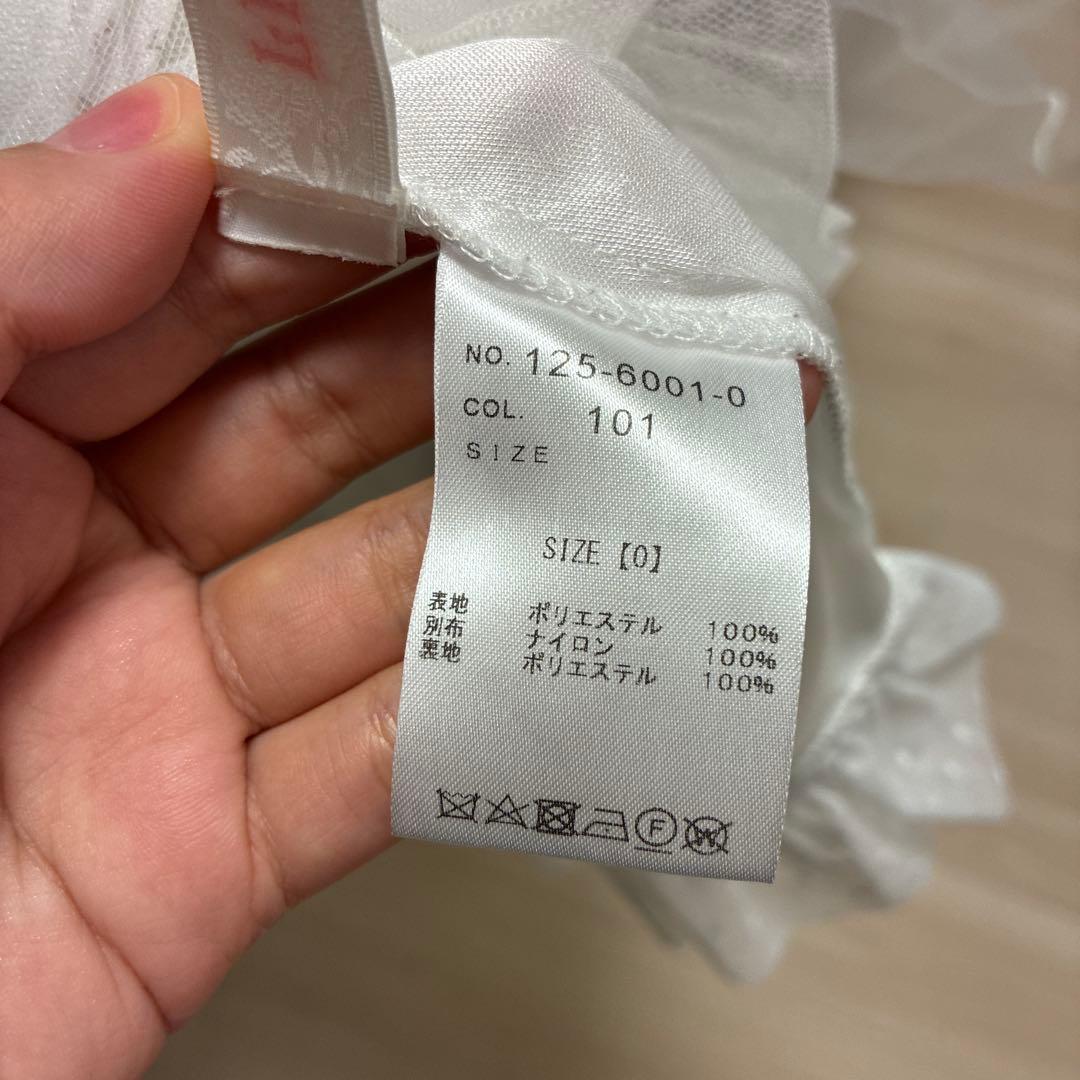 NO. 125-6001-0
COL. 101
SIZE
SIZE【0】
表地 ポリエステル 100%
別布 ナイロン 100%
裏地 ポリエステル 100%
F
W